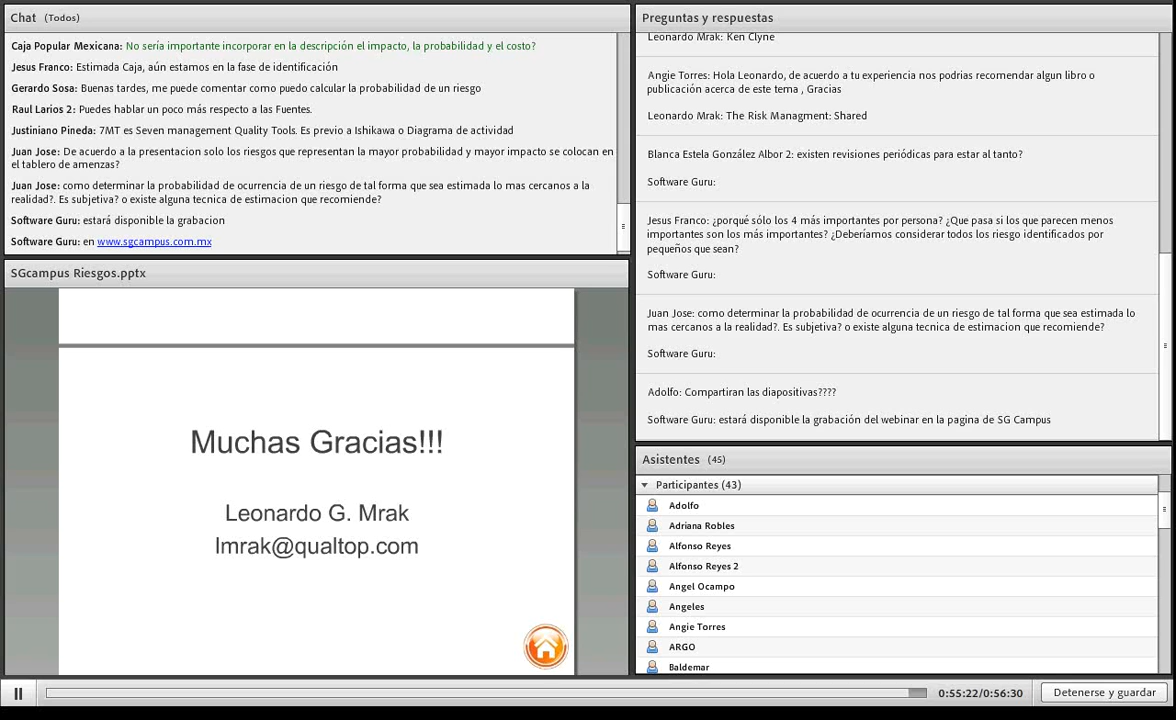 Chat (Todos)
Caja Popular Mexicana: No sería importante incorporar en la descripción el impacto, la probabilidad y el costo?
Jesus Franco: Estimada Caja, aún estamos en la fase de identificación
Gerardo Sosa: Buenas tardes, me puede comentar como puedo calcular la probabilidad de un riesgo
Raul Larios 2: Puedes hablar un poco más respecto a las Fuentes.
Justiniano Pineda: 7MT es Seven management Quality Tools. Es previo a Ishikawa o Diagrama de actividad
Juan Jose: De acuerdo a la presentacion solo los riesgos que representan la mayor probabilidad y mayor impacto se colocan en
el tablero de amenzas?
Juan Jose: como determinar la probabilidad de ocurrencia de un riesgo de tal forma que sea estimada lo mas cercanos a la
realidad?. Es subjetiva? o existe alguna tecnica de estimacion que recomiende?
Software Guru: estará disponible la grabacion
Software Guru: en www.sgcampus.com.mx
SGcampus Riesgos.pptx
Muchas Gracias!!!
Leonardo G. Mrak
lmrak@qualtop.com
Preguntas y respuestas
Leonardo Mrak: Ken Clyne
Angie Torres: Hola Leonardo, de acuerdo a tu experiencia nos podrias recomendar algun libro o
publicación acerca de este tema , Gracias
Leonardo Mrak: The Risk Managment: Shared
Blanca Estela González Albor 2: existen revisiones periódicas para estar al tanto?
Software Guru:
Jesus Franco: ¿porqué sólo los 4 más importantes por persona? ¿Que pasa si los que parecen menos
importantes son los más importantes? ¿Deberíamos considerar todos los riesgo identificados por
pequeños que sean?
Software Guru:
Juan Jose: como determinar la probabilidad de ocurrencia de un riesgo de tal forma que sea estimada lo
mas cercanos a la realidad?. Es subjetiva? o existe alguna tecnica de estimacion que recomiende?
Software Guru:
Adolfo: Compartiran las diapositivas????
Software Guru: estará disponible la grabación del webinar en la pagina de SG Campus
Asistentes (45)
Participantes (43)
Adolfo
Adriana Robles
Alfonso Reyes
Alfonso Reyes 2
Angel Ocampo
Angeles
Angie Torres
ARGO
Baldemar
0:55:22/0:56:30
Detenerse y guardar